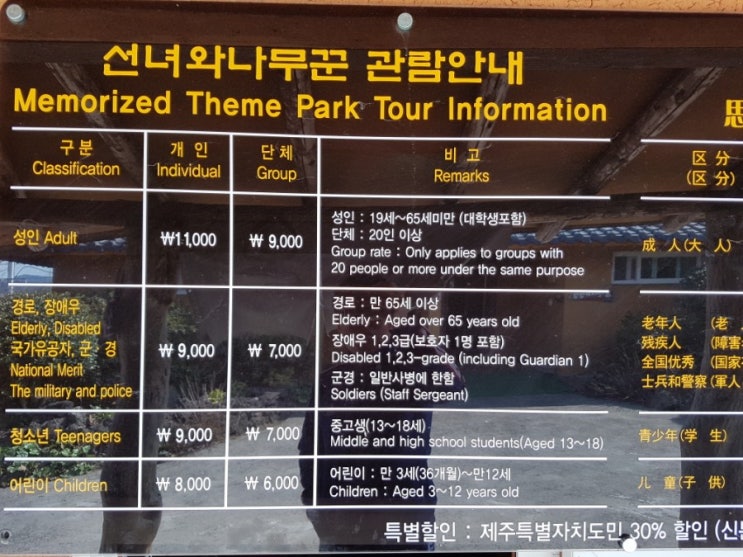 선녀와나무꾼 관람안내
Memorized Theme Park Tour Information
思
구 분
Classification
개 인
Individual
단 체
Group
비 고
Remarks
区 分
(区 分)
성인 Adult
₩11,000
₩ 9,000
성인 : 19세~65세미만 (대학생포함)
단체 : 20인 이상
Group rate : Only applies to groups with
20 people or more under the same purpose
成 人(大 人)
경로, 장애우
Elderly, Disabled
국가유공자, 군 · 경
National Merit
The military and police
₩ 9,000
₩ 7,000
경로 : 만 65세 이상
Elderly : Aged over 65 years old
장애우 1,2,3급(보호자 1명 포함)
Disabled 1,2,3-grade (including Guardian 1)
군경 : 일반사병에 한함
Soldiers (Staff Sergeant)
老年人 (老
残疾人 (障害
全国优秀 (国家
士兵和警察 (軍人
청소년 Teenagers
₩ 9,000
₩ 7,000
중고생(13~18세)
Middle and high school students(Aged 13~18)
青少年(学 生)
어린이 Children
₩ 8,000
₩ 6,000
어린이 : 만 3세(36개월)~만12세
Children : Aged 3~12 years old
儿 童(子 供)
특별할인 : 제주특별자치도민 30% 할인 (신분